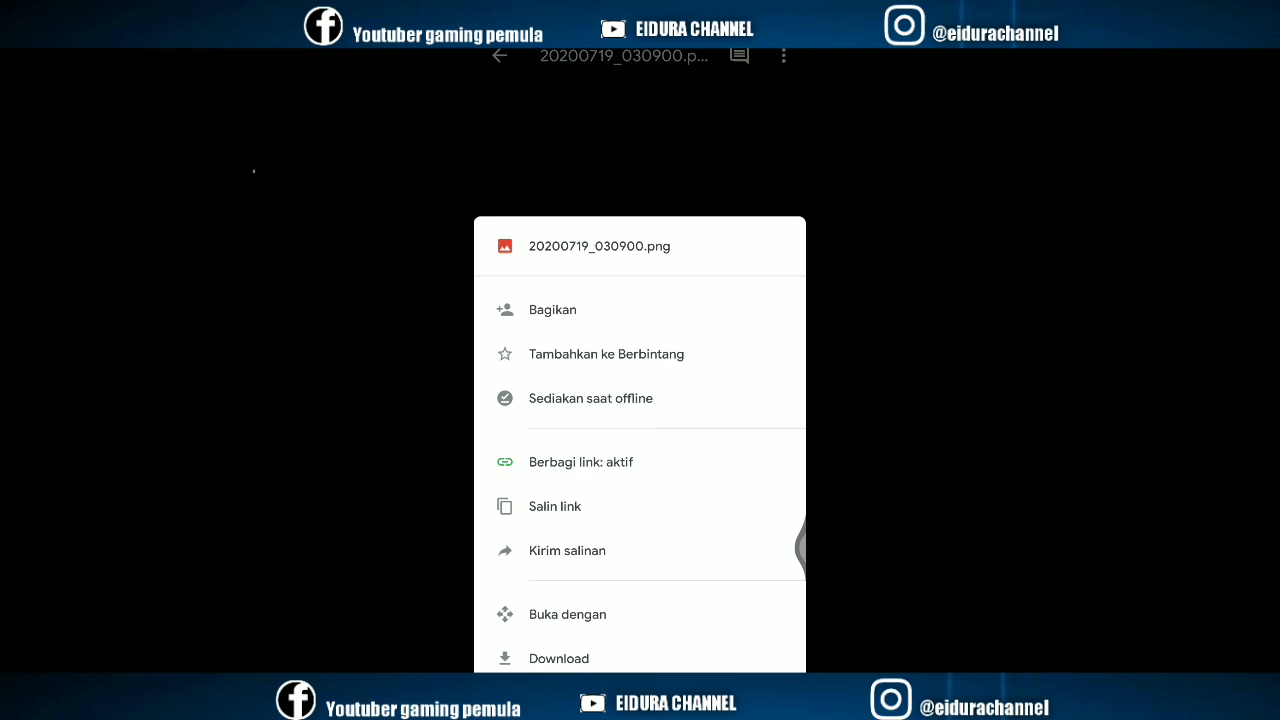 Youtuber gaming pemula
EIDURA CHANNEL
@eidurachannel
20200719_030900.p...
20200719_030900.png
Bagikan
Tambahkan ke Berbintang
Sediakan saat offline
Berbagi link: aktif
Salin link
Kirim salinan
Buka dengan
Download
Youtuber gaming pemula
EIDURA CHANNEL
@eidurachannel